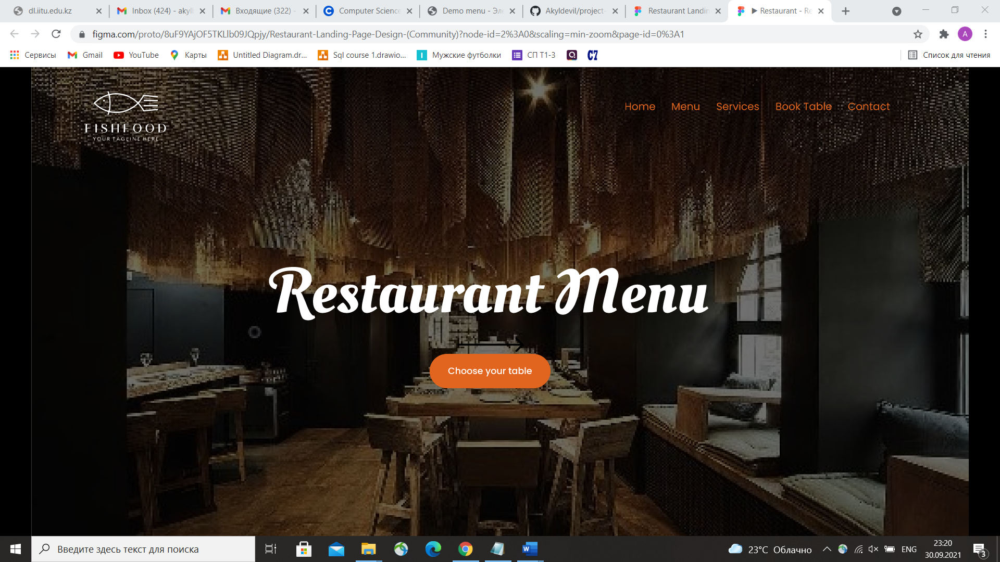 dl.iitu.edu.kz
Inbox (424) - akyl
Входящие (322) -
Computer Science
Demo menu - Эле
Akyldevil/project-
Restaurant Landin
Restaurant - Re
figma.com/proto/8uF9YAjOF5TKLlb09JQpjy/Restaurant-Landing-Page-Design-(Community)?node-id=2%3A0&scaling=min-zoom&page-id=0%3A1
A
Сервисы
Gmail
YouTube
Карты
Untitled Diagram.dr...
Sql course 1.drawio...
Мужские футболки
СП Т1-3
C7
Список для чтения
FISHFOOD
YOUR TAGLINE HERE
Home
Menu
Services
Book Table
Contact
Restaurant Menu
Choose your table
Введите здесь текст для поиска
23°C Облачно
ENG
23:20
30.09.2021
3